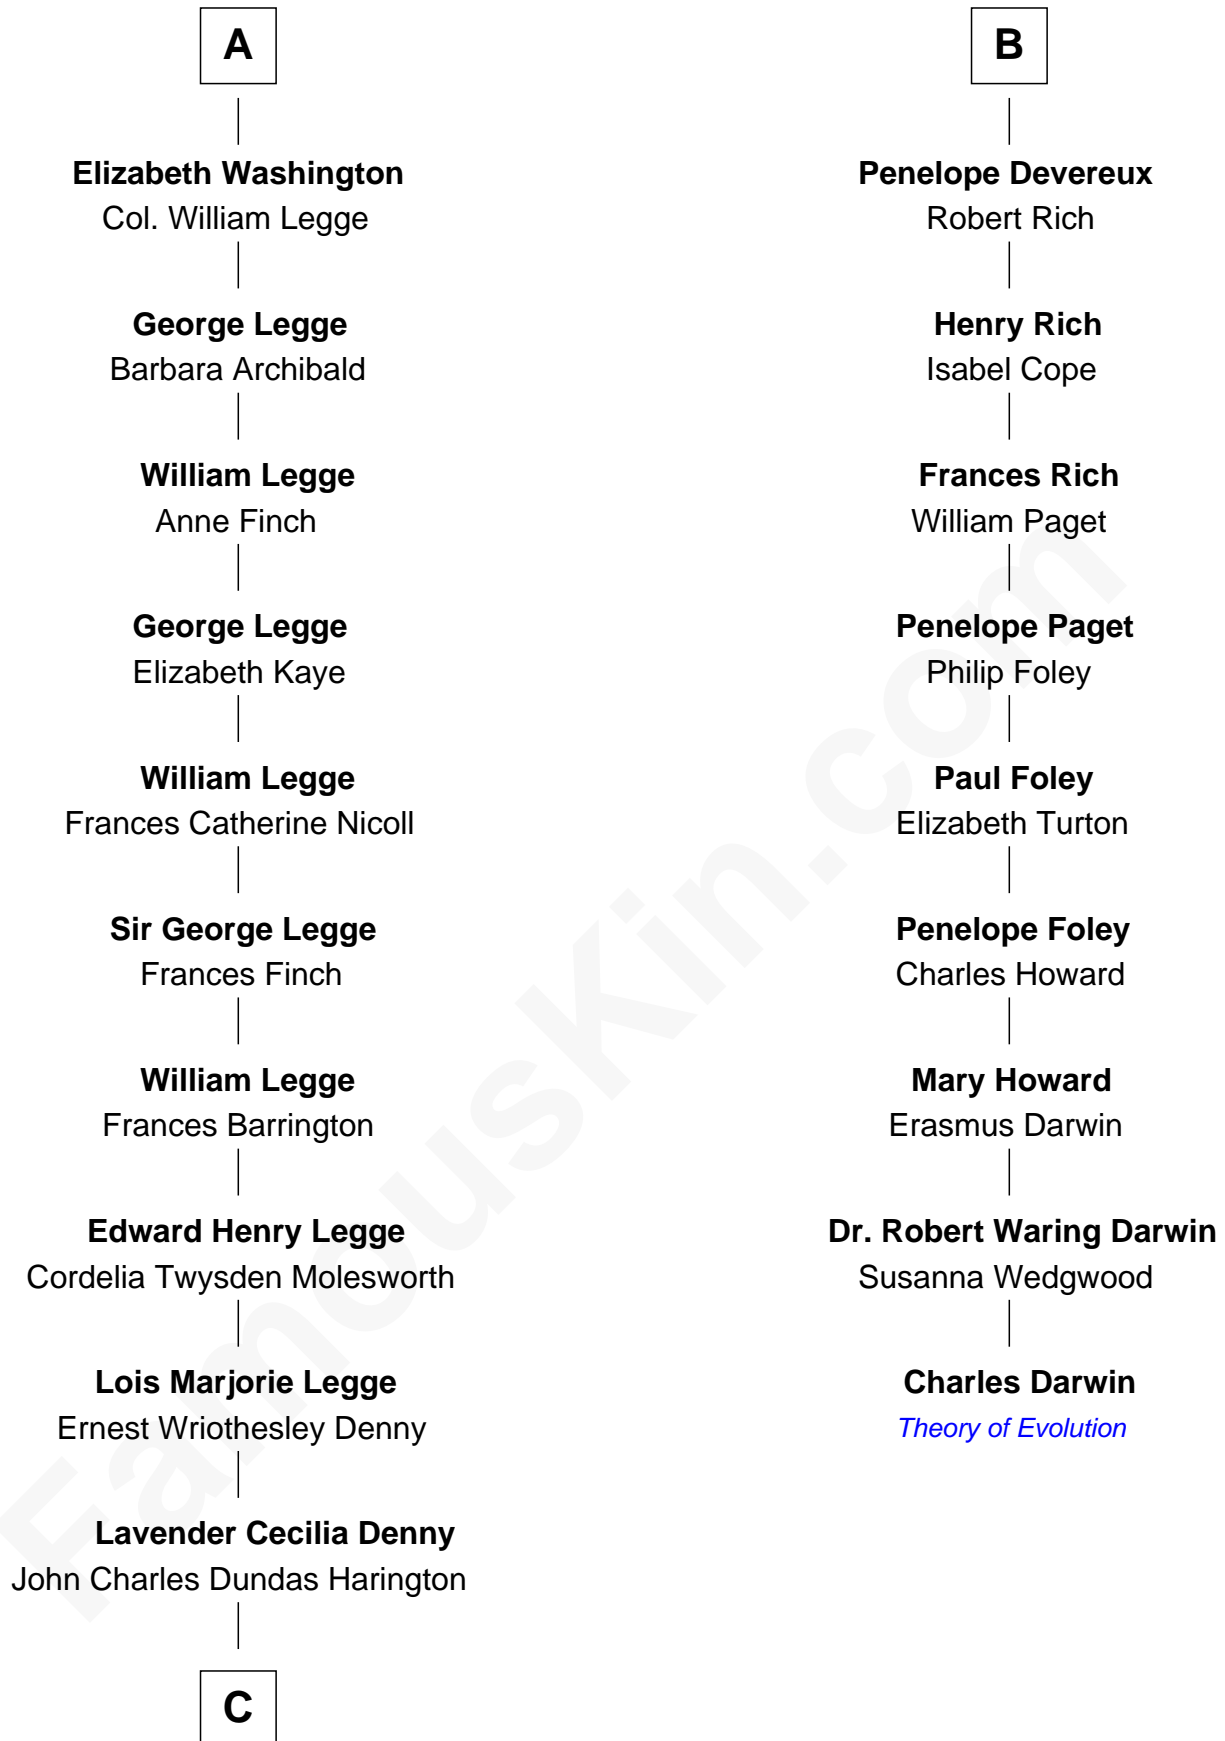 A
Elizabeth Washington
Col. William Legge
George Legge
Barbara Archibald
William Legge
Anne Finch
George Legge
Elizabeth Kaye
William Legge
Frances Catherine Nicoll
Sir George Legge
Frances Finch
William Legge
Frances Barrington
Edward Henry Legge
Cordelia Twysden Molesworth
Lois Marjorie Legge
Ernest Wriothesley Denny
Lavender Cecilia Denny
John Charles Dundas Harington
C
B
Penelope Devereux
Robert Rich
Henry Rich
Isabel Cope
Frances Rich
William Paget
Penelope Paget
Philip Foley
Paul Foley
Elizabeth Turton
Penelope Foley
Charles Howard
Mary Howard
Erasmus Darwin
Dr. Robert Waring Darwin
Susanna Wedgwood
Charles Darwin
Theory of Evolution
FamousKin.com